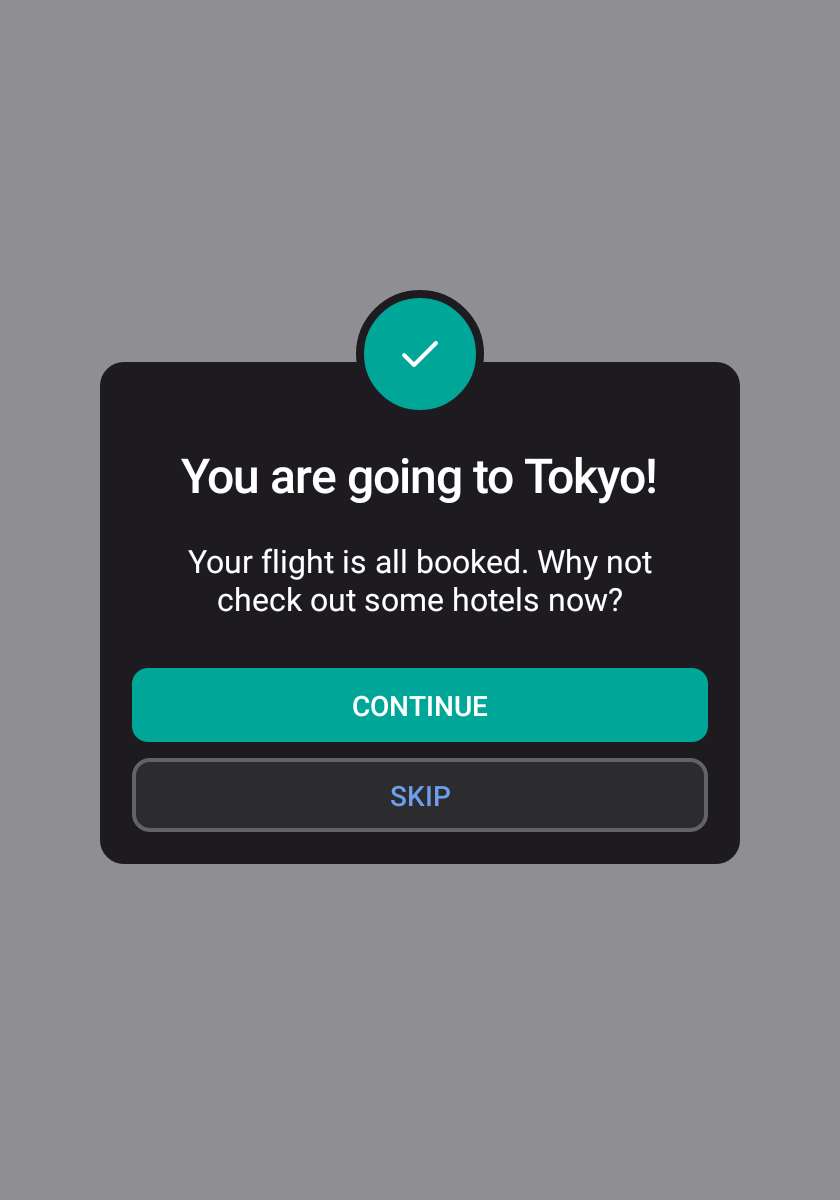 You are going to Tokyo!
Your flight is all booked. Why not
check out some hotels now?
CONTINUE
SKIP